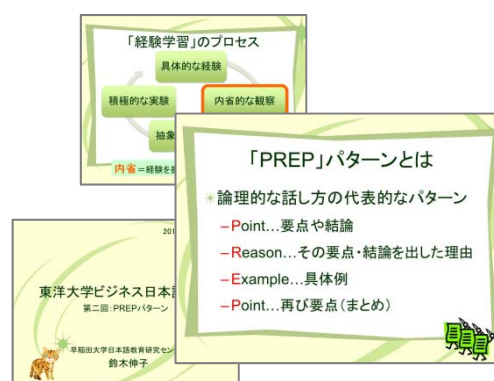 「経験学習」のプロセス
具体的な経験
積極的な実験
内省的な観察
抽象
内省＝経験を
「PREP」パターンとは
論理的な話し方の代表的なパターン
–Point…要点や結論
–Reason…その要点・結論を出した理由
–Example…具体例
–Point…再び要点（まとめ）
201
東洋大学ビジネス日本
第二回：PREPパターン
早稲田大学日本語教育研究セン
鈴木伸子